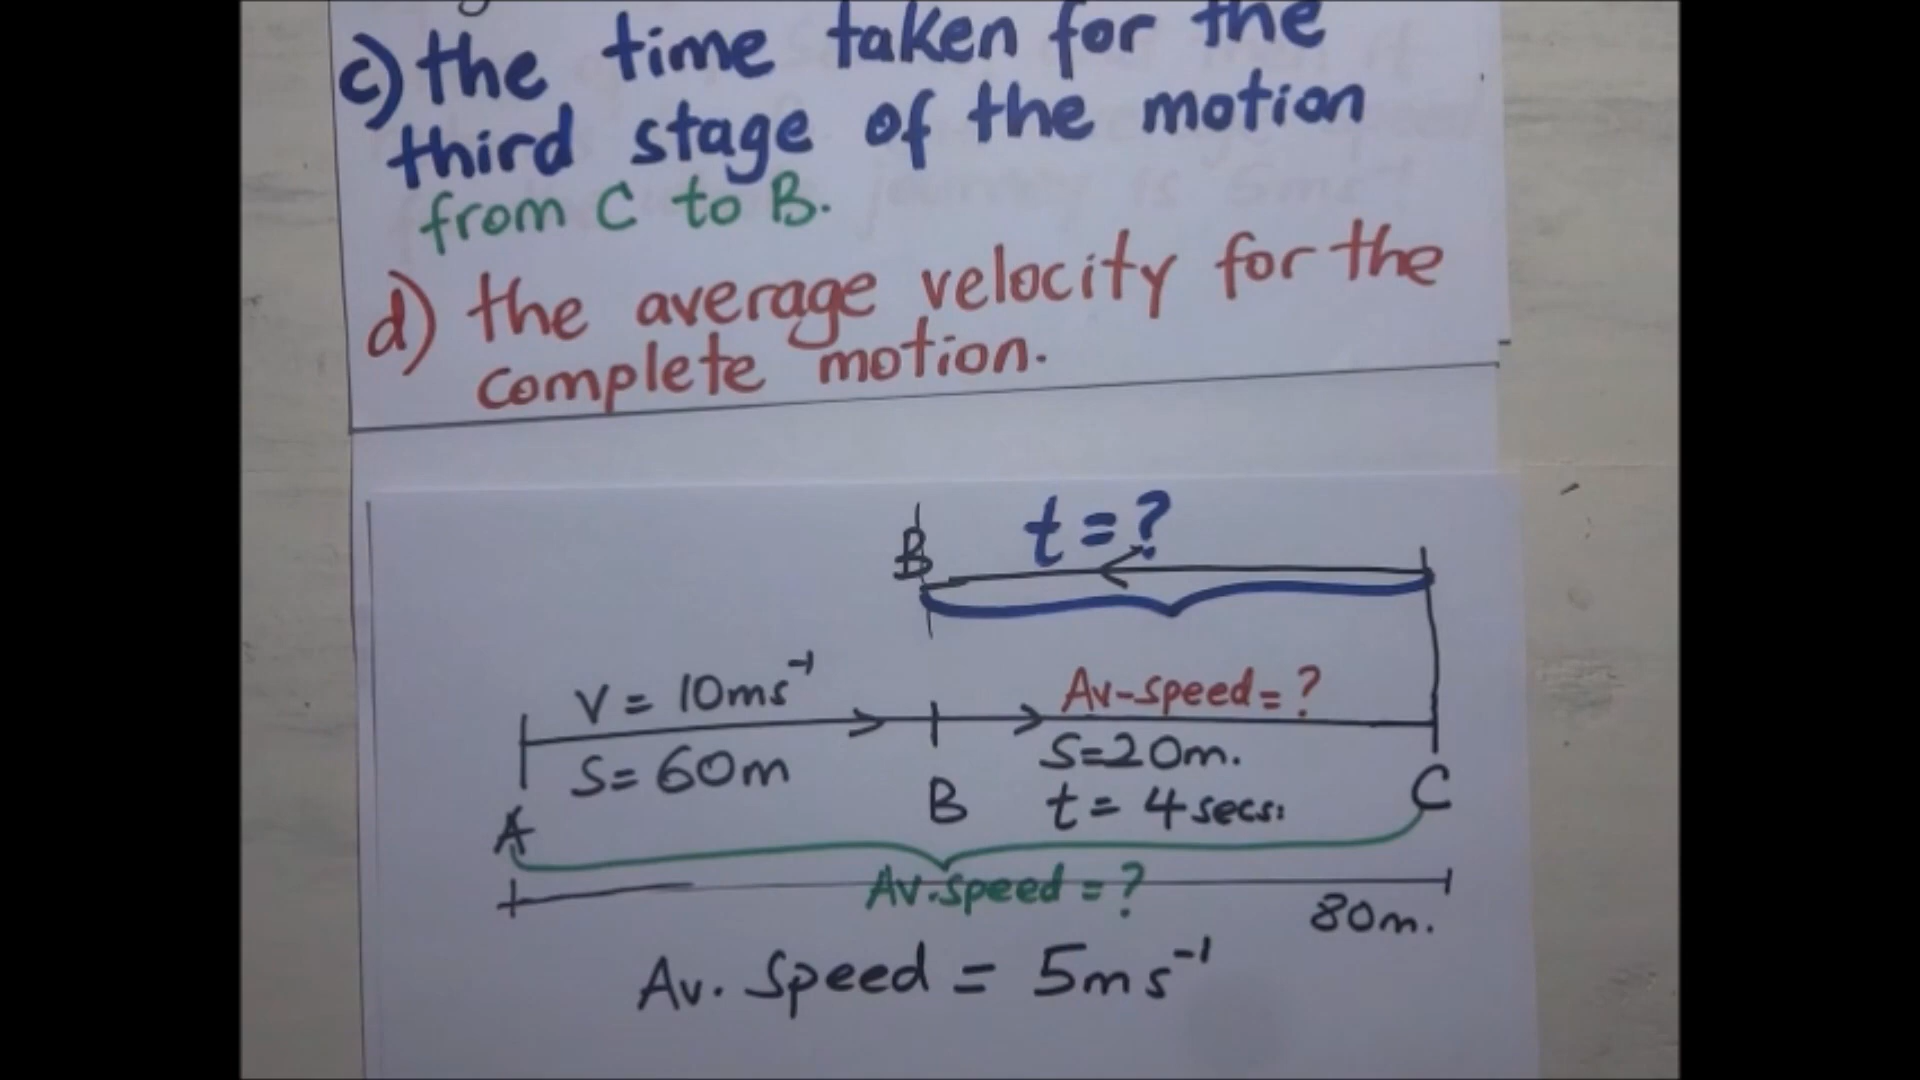 c) the time taken for the
third stage of the motion
from C to B.
d) the average velocity for the
complete motion.
B
t = ?
V = 10ms⁻¹
Av-speed = ?
S = 60m
S=20m.
A
B
t = 4 secs.
C
Av.speed = ?
80m.
Av. Speed = 5ms⁻¹